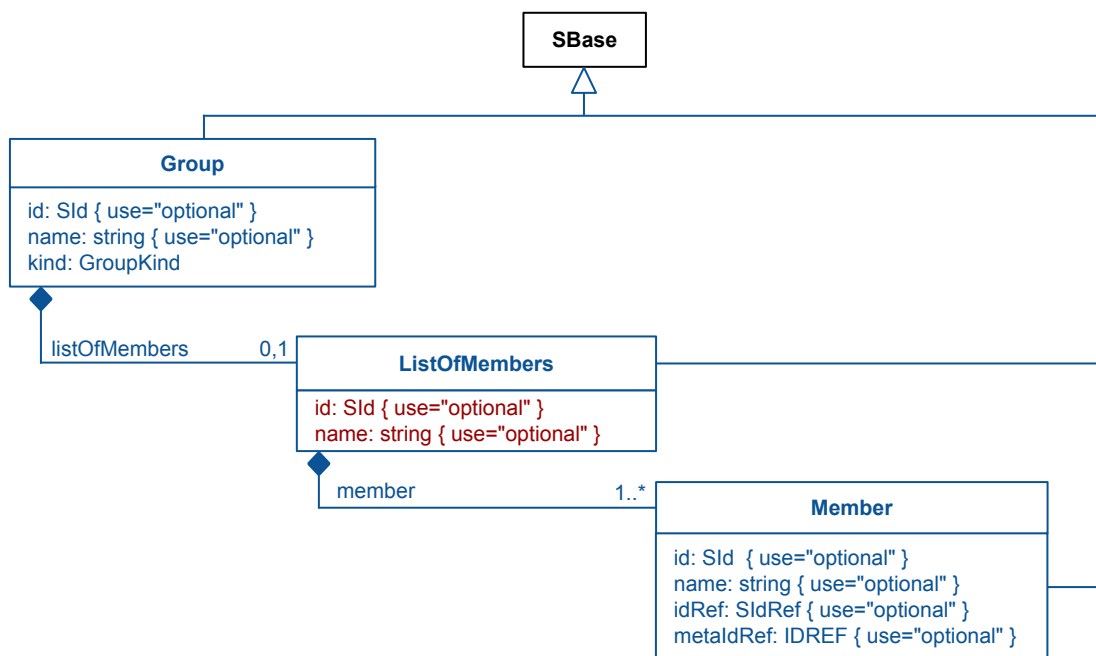 SBase
Group
id: SId { use="optional" }
name: string { use="optional" }
kind: GroupKind
listOfMembers 0,1
ListOfMembers
id: SId { use="optional" }
name: string { use="optional" }
member 1..*
Member
id: SId { use="optional" }
name: string { use="optional" }
idRef: SIdRef { use="optional" }
metaIdRef: IDREF { use="optional" }